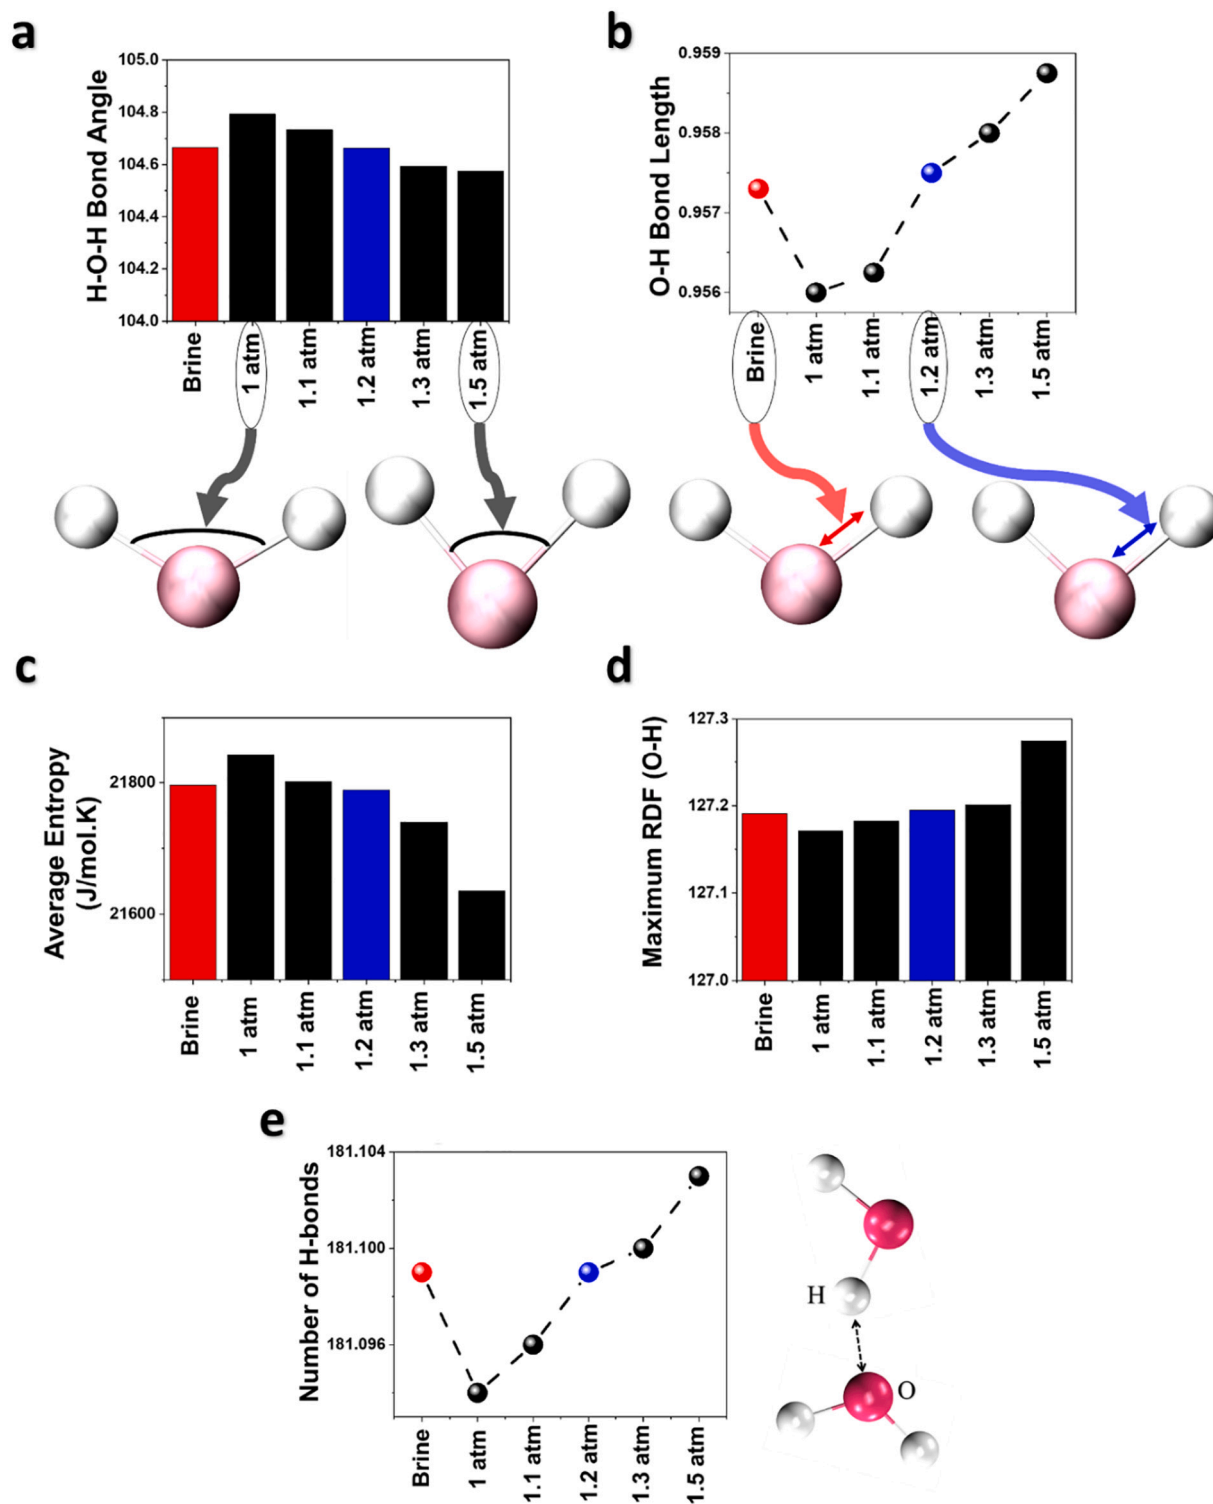 a
H-O-H Bond Angle
105.0
104.8
104.6
104.4
104.2
104.0
Brine
1 atm
1.1 atm
1.2 atm
1.3 atm
1.5 atm
b
O-H Bond Length
0.959
0.958
0.957
0.956
Brine
1 atm
1.1 atm
1.2 atm
1.3 atm
1.5 atm
c
Average Entropy
(J/mol.K)
21800
21600
Brine
1 atm
1.1 atm
1.2 atm
1.3 atm
1.5 atm
d
Maximum RDF (O-H)
127.3
127.2
127.1
127.0
Brine
1 atm
1.1 atm
1.2 atm
1.3 atm
1.5 atm
e
Number of H-bonds
181.104
181.100
181.096
Brine
1 atm
1.1 atm
1.2 atm
1.3 atm
1.5 atm
H
O